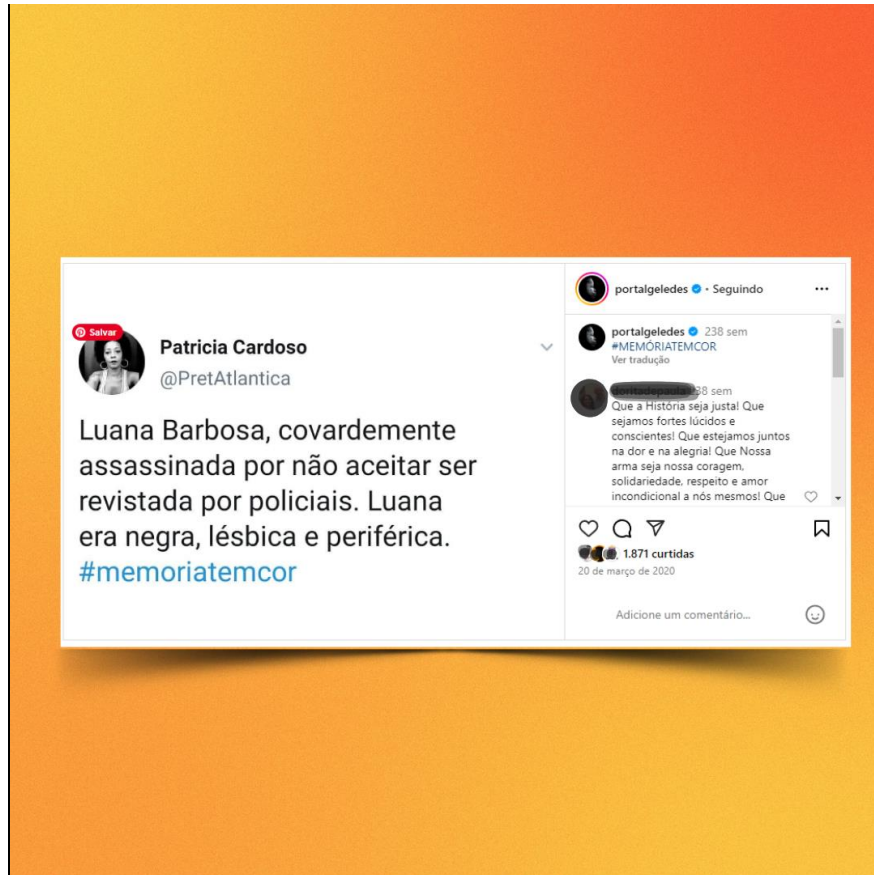 Salvar
Patricia Cardoso
@PretAtlantica
Luana Barbosa, covardemente
assassinada por não aceitar ser
revistada por policiais. Luana
era negra, lésbica e periférica.
#memoriatemcor
portalgeledes • Seguindo
portalgeledes 238 sem
#MEMÓRIATEMCOR
Ver tradução
38 sem
Que a História seja justa! Que
sejamos fortes lúcidos e
conscientes! Que estejamos juntos
na dor e na alegria! Que Nossa
arma seja nossa coragem,
solidariedade, respeito e amor
incondicional a nós mesmos! Que
1.871 curtidas
20 de março de 2020
Adicione um comentário...